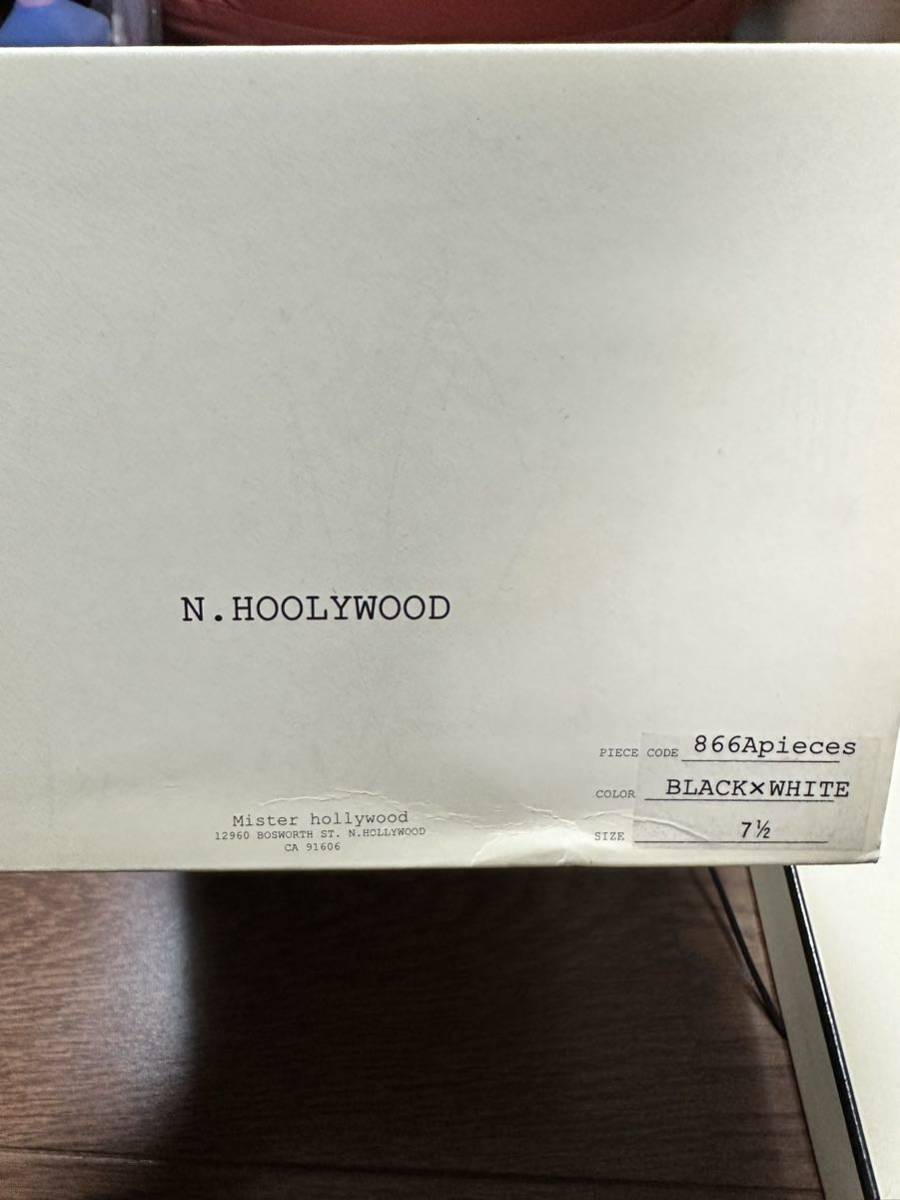 N.HOOLYWOOD
PIECE CODE 866Apieces
COLOR BLACK×WHITE
SIZE 7½
Mister hollywood
12960 BOSWORTH ST. N.HOLLYWOOD
CA 91606